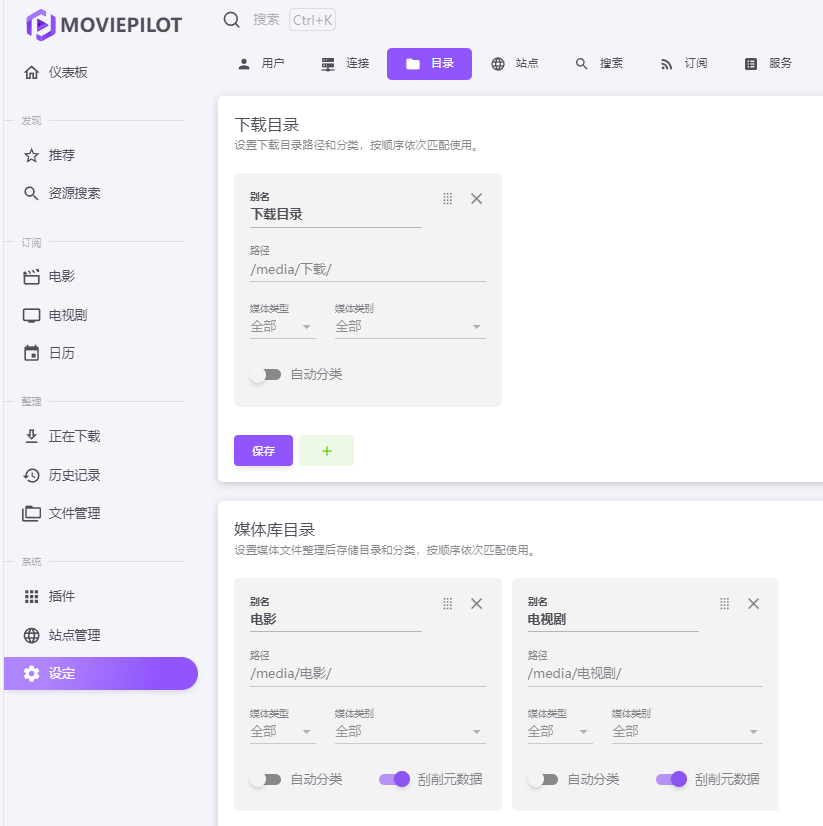 MOVIEPILOT
搜索 Ctrl+K
用户 连接 目录 站点 搜索 订阅 服务
仪表板
发现
推荐
资源搜索
订阅
电影
电视剧
日历
整理
正在下载
历史记录
文件管理
系统
插件
站点管理
设定
下载目录
设置下载目录路径和分类，按顺序依次匹配使用。
别名
下载目录
路径
/media/下载/
媒体类型 媒体类别
全部 全部
自动分类
保存 +
媒体库目录
设置媒体文件整理后存储目录和分类，按顺序依次匹配使用。
别名
电影
路径
/media/电影/
媒体类型 媒体类别
全部 全部
自动分类 刮削元数据
别名
电视剧
路径
/media/电视剧/
媒体类型 媒体类别
全部 全部
自动分类 刮削元数据